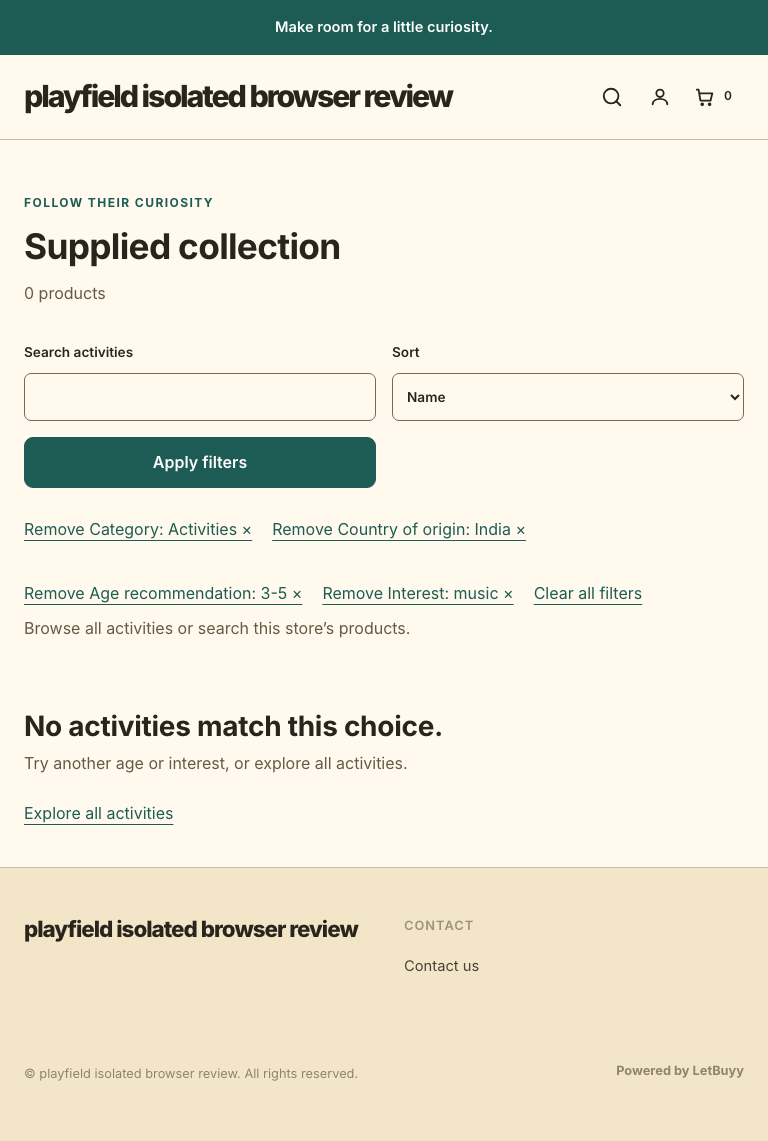 Make room for a little curiosity.
playfield isolated browser review
0
FOLLOW THEIR CURIOSITY
Supplied collection
0 products
Search activities
Sort
Name
Apply filters
Remove Category: Activities × Remove Country of origin: India ×
Remove Age recommendation: 3-5 × Remove Interest: music × Clear all filters
Browse all activities or search this store’s products.
No activities match this choice.
Try another age or interest, or explore all activities.
Explore all activities
playfield isolated browser review
CONTACT
Contact us
© playfield isolated browser review. All rights reserved.
Powered by LetBuyy